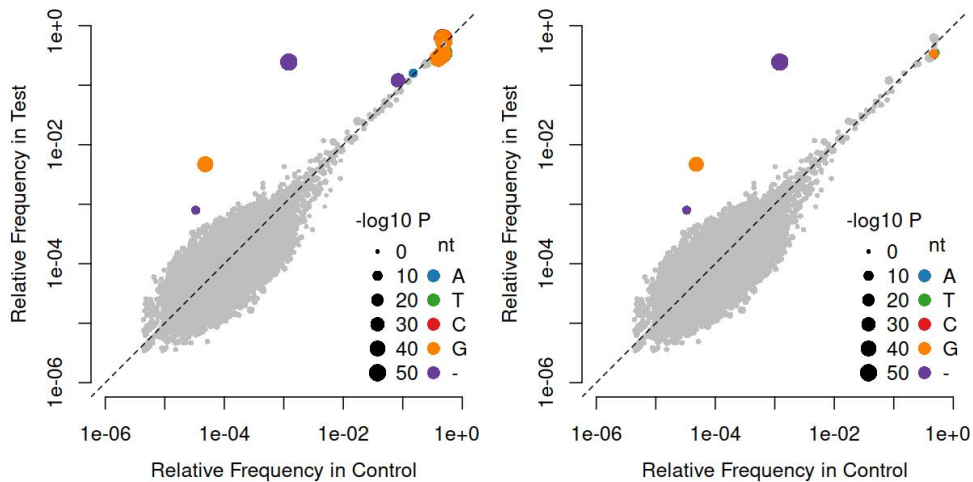 1e+0
1e-02
1e-04
1e-06
Relative Frequency in Test
-log10 P
nt
0
10 A
20 T
30 C
40 G
50 -
1e-06 1e-04 1e-02 1e+0
Relative Frequency in Control
1e+0
1e-02
1e-04
1e-06
Relative Frequency in Test
-log10 P
nt
0
10 A
20 T
30 C
40 G
50 -
1e-06 1e-04 1e-02 1e+0
Relative Frequency in Control